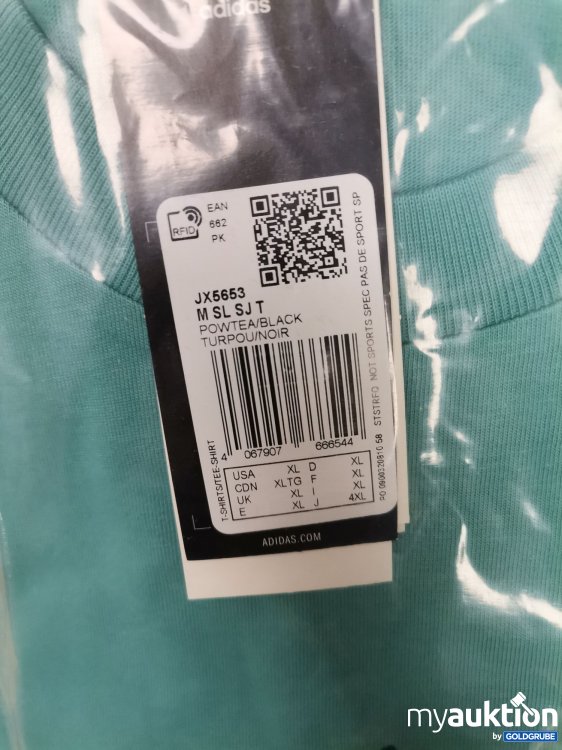 adidas
RFID
EAN
662
PK
JX5653
M SL SJ T
POWTEA/BLACK
TURPOU/NOIR
T-SHIRTS/TEE-SHIRT
4 067907 666544
USA XL D XL
CDN XLTG F XL
UK XL I XL
E XL J 4XL
STSTRFQ NOT SPORTS SPEC PAS DE SPORT SP
58
ADIDAS.COM
myauktion
by GOLDGRUBE